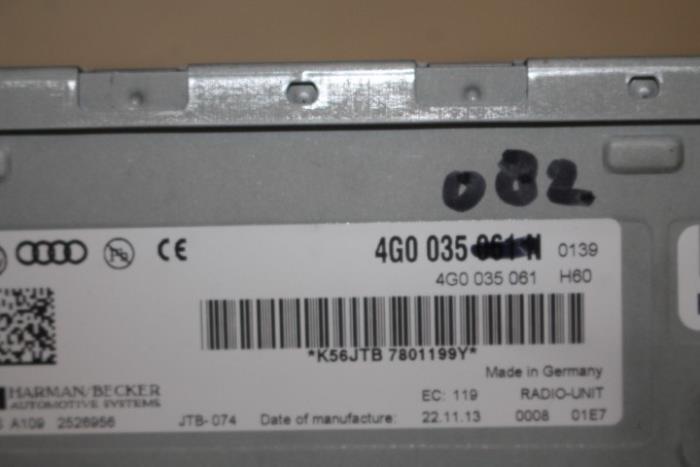 082
CE
4G0 035 061 N 0139
4G0 035 061 H60
*K56JTB 7801199Y*
Made in Germany
HARMAN/BECKER EC: 119 RADIO-UNIT
AUTOMOTIVE SYSTEMS
A109 2526956 JTB-074 Date of manufacture: 22.11.13 0008 01E7